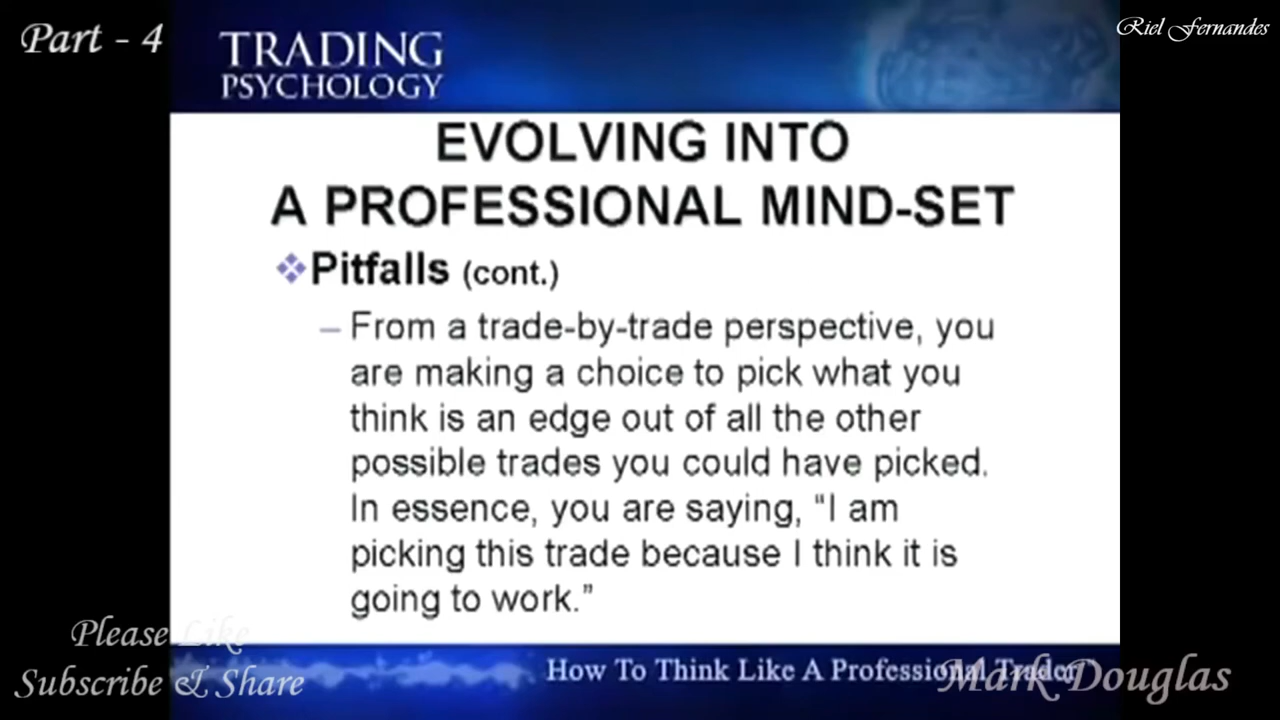 Part - 4
Riel Fernandes
TRADING
PSYCHOLOGY
EVOLVING INTO
A PROFESSIONAL MIND-SET
Pitfalls (cont.)
– From a trade-by-trade perspective, you
are making a choice to pick what you
think is an edge out of all the other
possible trades you could have picked.
In essence, you are saying, “I am
picking this trade because I think it is
going to work.”
Please Like
Subscribe & Share
How To Think Like A Professional Trader
Mark Douglas